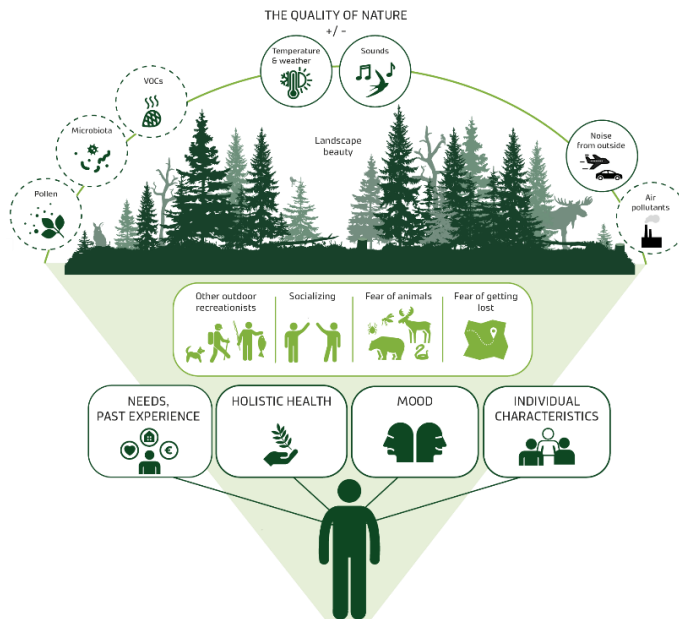 THE QUALITY OF NATURE
+/ -
Temperature
& weather
Sounds
VOCs
Microbiota
Pollen
Landscape
beauty
Noise
from outside
Air
pollutants
Other outdoor
recreationists
Socializing
Fear of animals
Fear of getting
lost
NEEDS,
PAST EXPERIENCE
€
HOLISTIC HEALTH
MOOD
INDIVIDUAL
CHARACTERISTICS